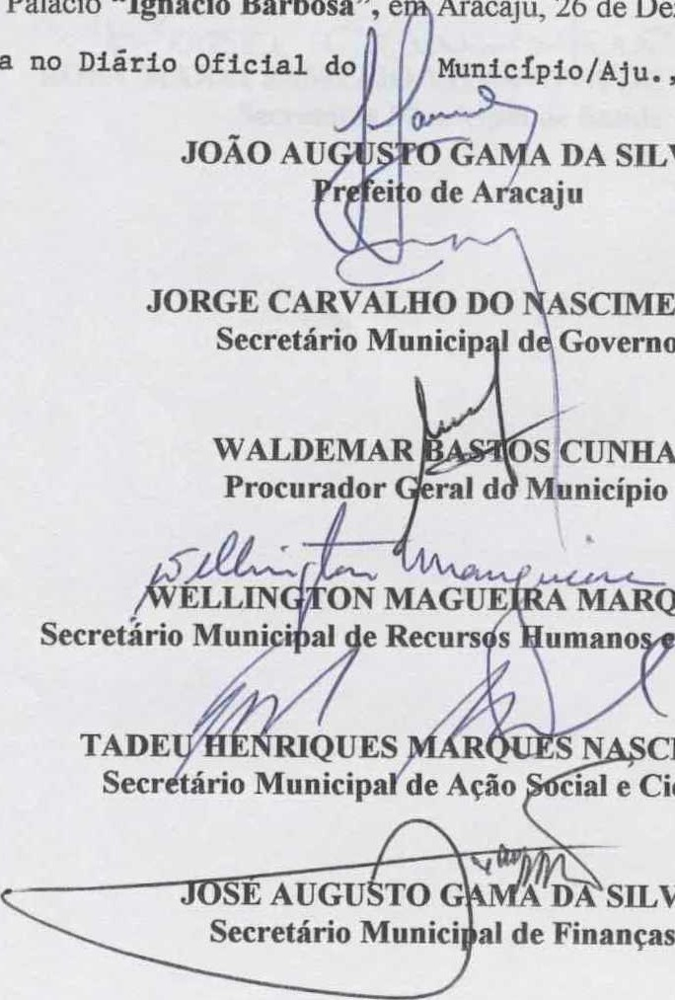 Palácio "Ignácio Barbosa", em Aracaju, 26 de De
a no Diário Oficial do Município/Aju.,
JOÃO AUGUSTO GAMA DA SILV
Prefeito de Aracaju
JORGE CARVALHO DO NASCIME
Secretário Municipal de Governo
WALDEMAR BASTOS CUNHA
Procurador Geral do Município
Wellington Mangueira
WELLINGTON MAGUEIRA MARQ
Secretário Municipal de Recursos Humanos e
TADEU HENRIQUES MARQUES NASCI
Secretário Municipal de Ação Social e Ci
JOSÉ AUGUSTO GAMA DA SILV
Secretário Municipal de Finanças